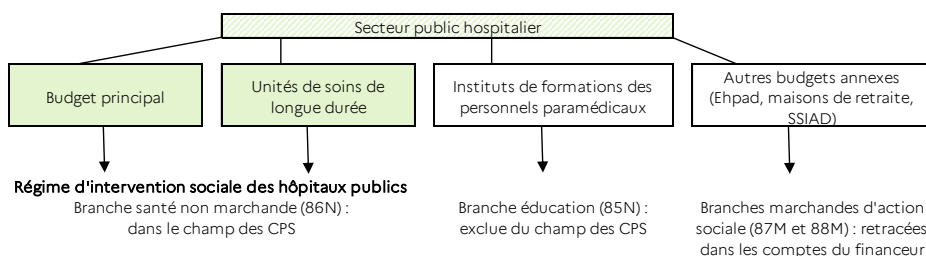 Secteur public hospitalier
Budget principal
Unités de soins de
longue durée
Instituts de formations des
personnels paramédicaux
Autres budgets annexes
(Ehpad, maisons de retraite,
SSIAD)
Régime d'intervention sociale des hôpitaux publics
Branche santé non marchande (86N) :
dans le champ des CPS
Branche éducation (85N) :
exclue du champ des CPS
Branches marchandes d'action
sociale (87M et 88M) : retracées
dans les comptes du financeur